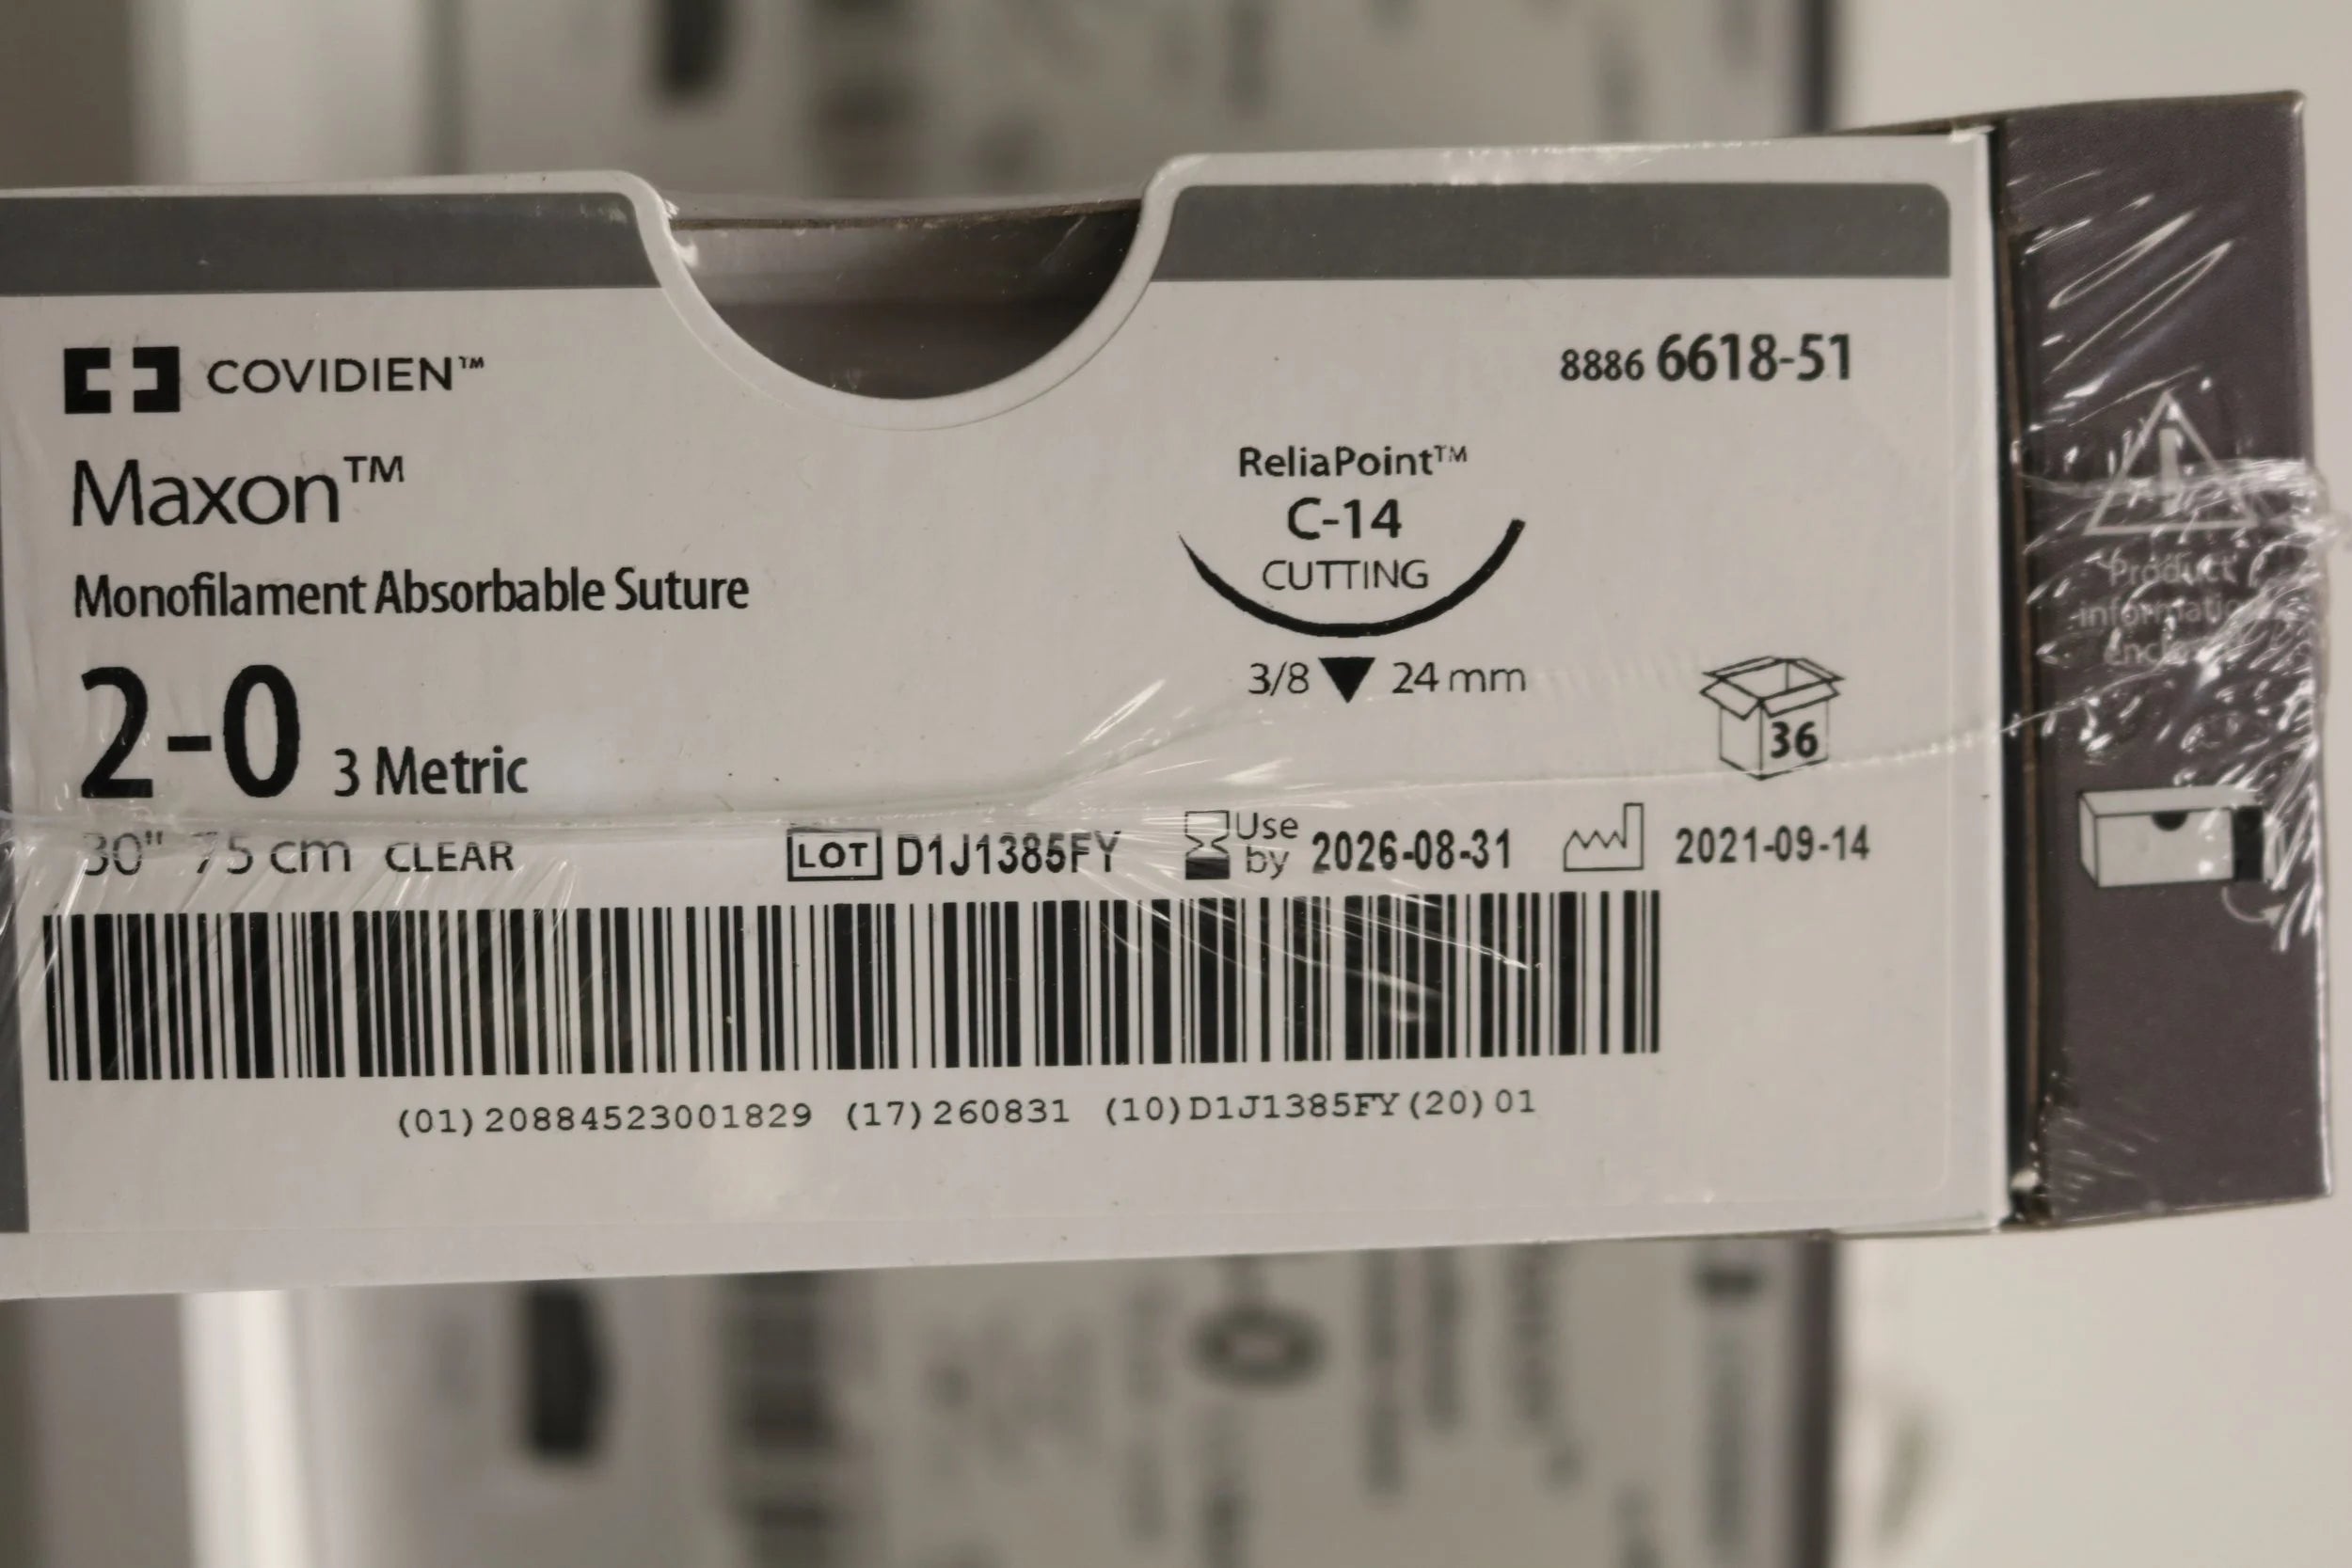 COVIDIEN™
8886 6618-51
Maxon™
Monofilament Absorbable Suture
2-0 3 Metric
30" 75 cm CLEAR
ReliaPoint™
C-14
CUTTING
3/8 24 mm
36
LOT D1J1385FY
Use by 2026-08-31
2021-09-14
(01)20884523001829 (17)260831 (10)D1J1385FY(20)01
Product